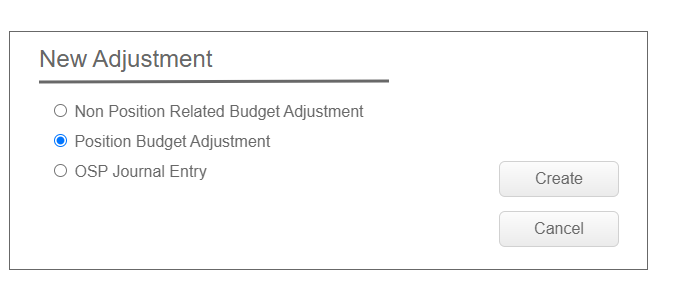 New Adjustment
Non Position Related Budget Adjustment
Position Budget Adjustment
OSP Journal Entry
Create
Cancel